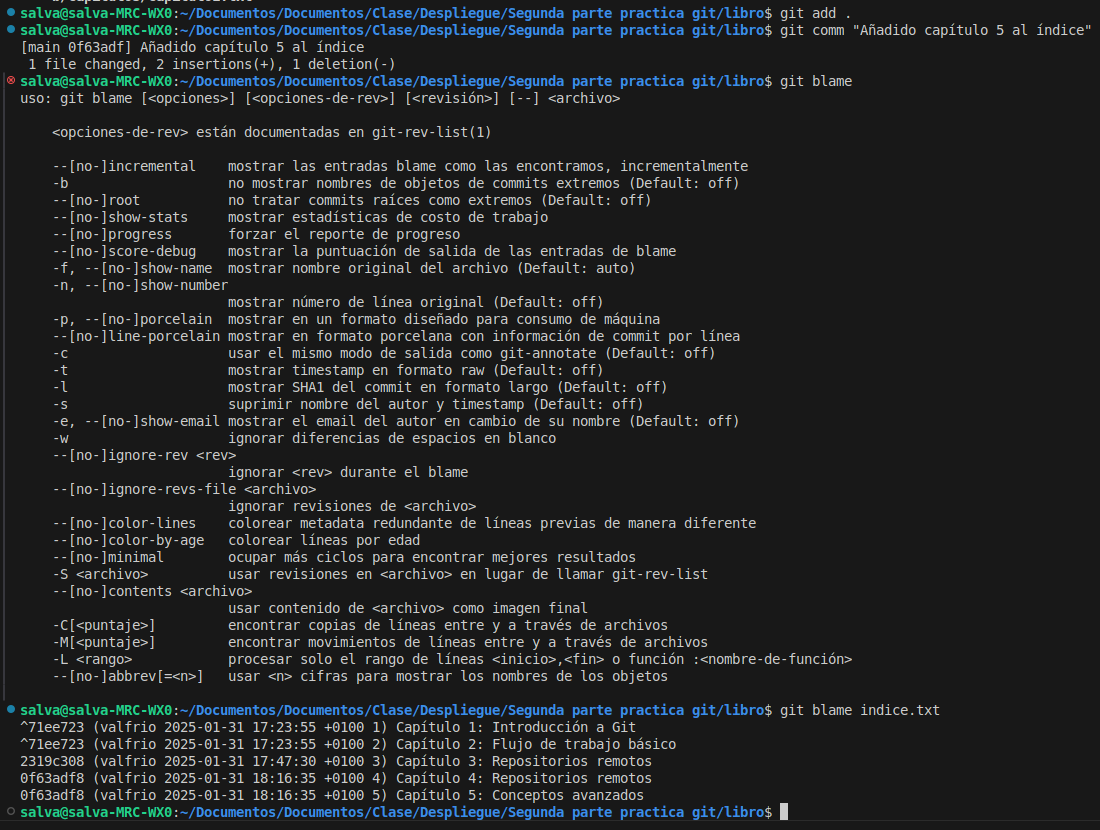 salva@salva-MRC-WX0:~/Documentos/Documentos/Clase/Despliegue/Segunda parte practica git/libro$ git add .
salva@salva-MRC-WX0:~/Documentos/Documentos/Clase/Despliegue/Segunda parte practica git/libro$ git comm "Añadido capítulo 5 al índice"
[main 0f63adf] Añadido capítulo 5 al índice
 1 file changed, 2 insertions(+), 1 deletion(-)
salva@salva-MRC-WX0:~/Documentos/Documentos/Clase/Despliegue/Segunda parte practica git/libro$ git blame
uso: git blame [<opciones>] [<opciones-de-rev>] [<revisión>] [--] <archivo>
    <opciones-de-rev> están documentadas en git-rev-list(1)
    --[no-]incremental    mostrar las entradas blame como las encontramos, incrementalmente
    -b                    no mostrar nombres de objetos de commits extremos (Default: off)
    --[no-]root           no tratar commits raíces como extremos (Default: off)
    --[no-]show-stats     mostrar estadísticas de costo de trabajo
    --[no-]progress       forzar el reporte de progreso
    --[no-]score-debug    mostrar la puntuación de salida de las entradas de blame
    -f, --[no-]show-name  mostrar nombre original del archivo (Default: auto)
    -n, --[no-]show-number
                          mostrar número de línea original (Default: off)
    -p, --[no-]porcelain  mostrar en un formato diseñado para consumo de máquina
    --[no-]line-porcelain mostrar en formato porcelana con información de commit por línea
    -c                    usar el mismo modo de salida como git-annotate (Default: off)
    -t                    mostrar timestamp en formato raw (Default: off)
    -l                    mostrar SHA1 del commit en formato largo (Default: off)
    -s                    suprimir nombre del autor y timestamp (Default: off)
    -e, --[no-]show-email mostrar el email del autor en cambio de su nombre (Default: off)
    -w                    ignorar diferencias de espacios en blanco
    --[no-]ignore-rev <rev>
                          ignorar <rev> durante el blame
    --[no-]ignore-revs-file <archivo>
                          ignorar revisiones de <archivo>
    --[no-]color-lines    colorear metadata redundante de líneas previas de manera diferente
    --[no-]color-by-age   colorear líneas por edad
    --[no-]minimal        ocupar más ciclos para encontrar mejores resultados
    -S <archivo>          usar revisiones en <archivo> en lugar de llamar git-rev-list
    --[no-]contents <archivo>
                          usar contenido de <archivo> como imagen final
    -C[<puntaje>]         encontrar copias de líneas entre y a través de archivos
    -M[<puntaje>]         encontrar movimientos de líneas entre y a través de archivos
    -L <rango>            procesar solo el rango de líneas <inicio>,<fin> o función :<nombre-de-función>
    --[no-]abbrev[=<n>]   usar <n> cifras para mostrar los nombres de los objetos
salva@salva-MRC-WX0:~/Documentos/Documentos/Clase/Despliegue/Segunda parte practica git/libro$ git blame indice.txt
^71ee723 (valfrio 2025-01-31 17:23:55 +0100 1) Capítulo 1: Introducción a Git
^71ee723 (valfrio 2025-01-31 17:23:55 +0100 2) Capítulo 2: Flujo de trabajo básico
2319c308 (valfrio 2025-01-31 17:47:30 +0100 3) Capítulo 3: Repositorios remotos
0f63adf8 (valfrio 2025-01-31 18:16:35 +0100 4) Capítulo 4: Repositorios remotos
0f63adf8 (valfrio 2025-01-31 18:16:35 +0100 5) Capítulo 5: Conceptos avanzados
salva@salva-MRC-WX0:~/Documentos/Documentos/Clase/Despliegue/Segunda parte practica git/libro$